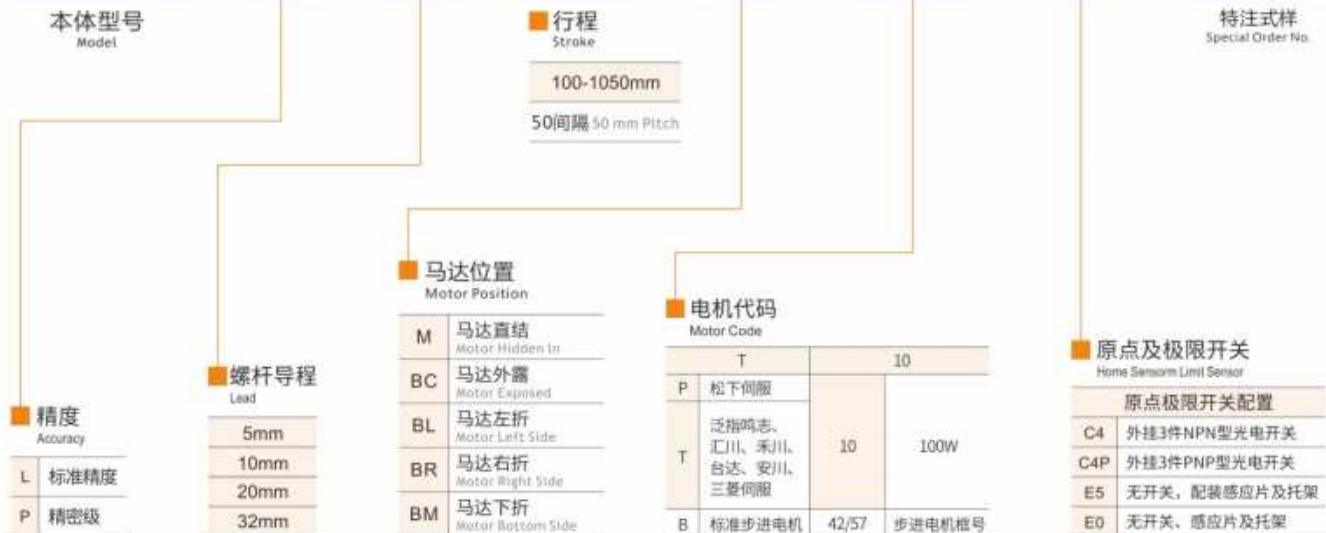 本体型号
Model
行程
Stroke
100-1050mm
50间隔 50 mm Pitch
特注式样
Special Order No.
精度
Accuracy
L 标准精度
P 精密级
螺杆导程
Lead
5mm
10mm
20mm
32mm
马达位置
Motor Position
M 马达直结
Motor Hidden In
BC 马达外露
Motor Exposed
BL 马达左折
Motor Left Side
BR 马达右折
Motor Right Side
BM 马达下折
Motor Bottom Side
电机代码
Motor Code
T 10
P 松下伺服
T 泛指鸣志、
汇川、禾川、
台达、安川、
三菱伺服
10 100W
B 标准步进电机 42/57 步进电机框号
原点及极限开关
Home Sensorm Limit Sensor
原点极限开关配置
C4 外挂3件NPN型光电开关
C4P 外挂3件PNP型光电开关
E5 无开关，配装感应片及托架
E0 无开关、感应片及托架